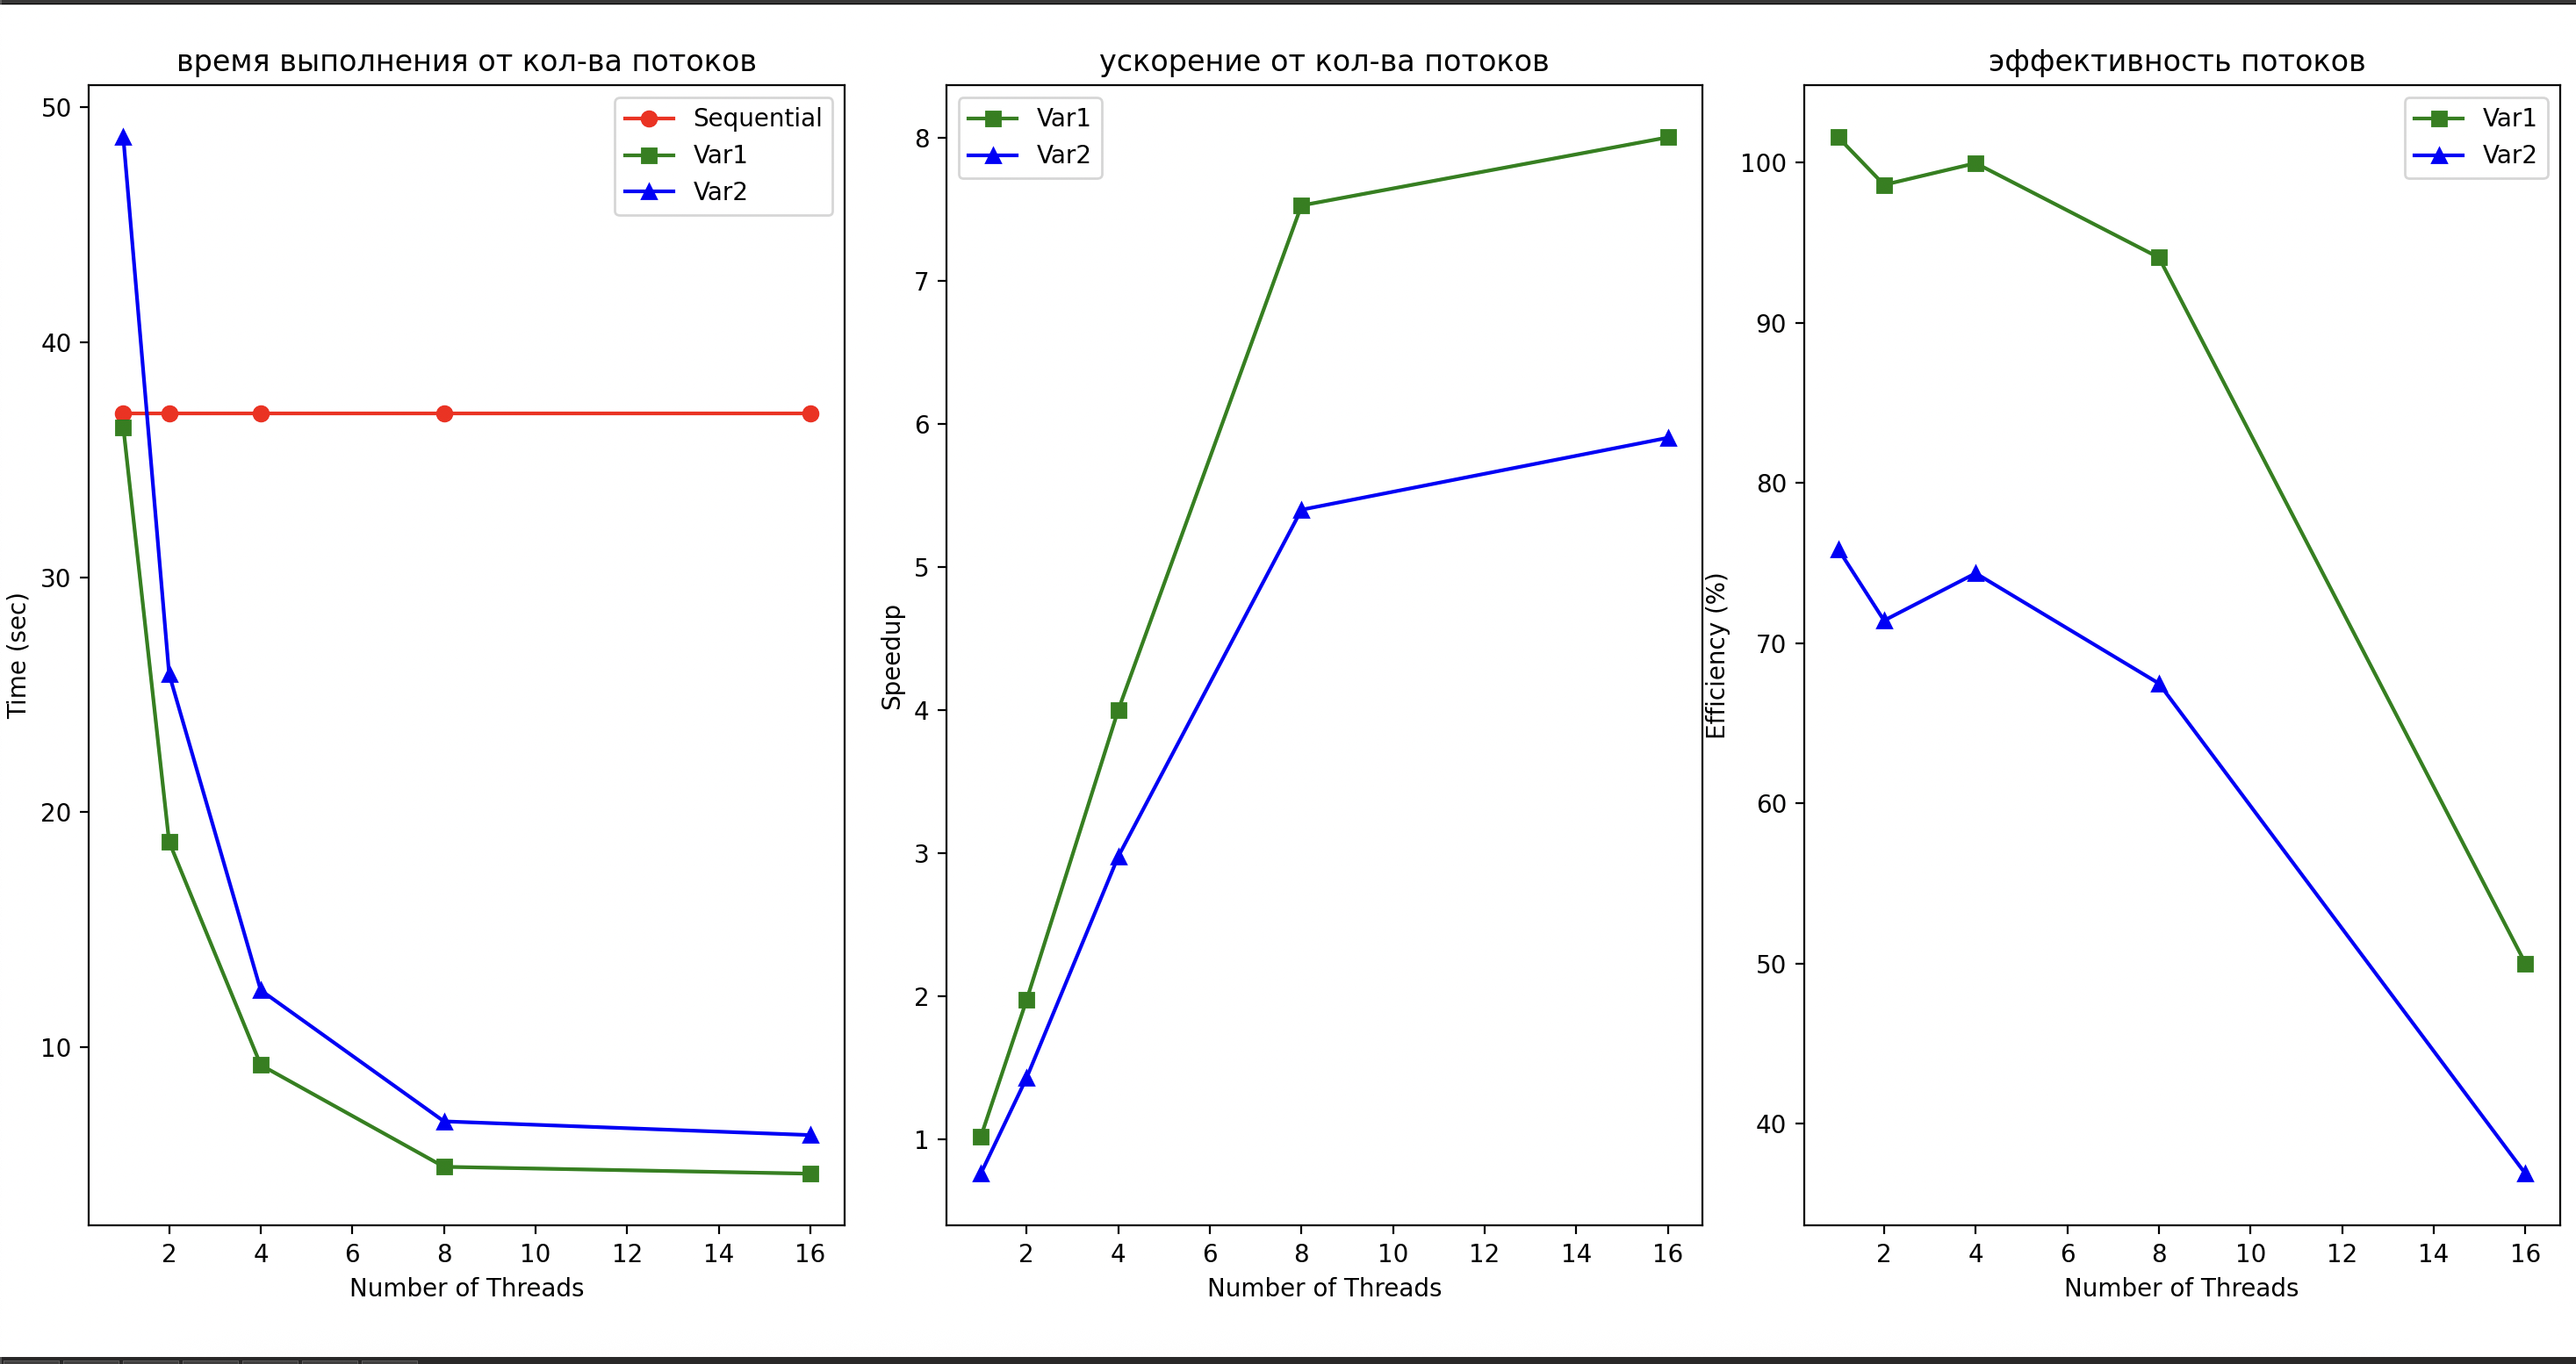 время выполнения от кол-ва потоков
50
40
30
20
10
Time (sec)
Sequential
Var1
Var2
2 4 6 8 10 12 14 16
Number of Threads
ускорение от кол-ва потоков
8
7
6
5
4
3
2
1
Speedup
Var1
Var2
2 4 6 8 10 12 14 16
Number of Threads
эффективность потоков
100
90
80
70
60
50
40
Efficiency (%)
Var1
Var2
2 4 6 8 10 12 14 16
Number of Threads